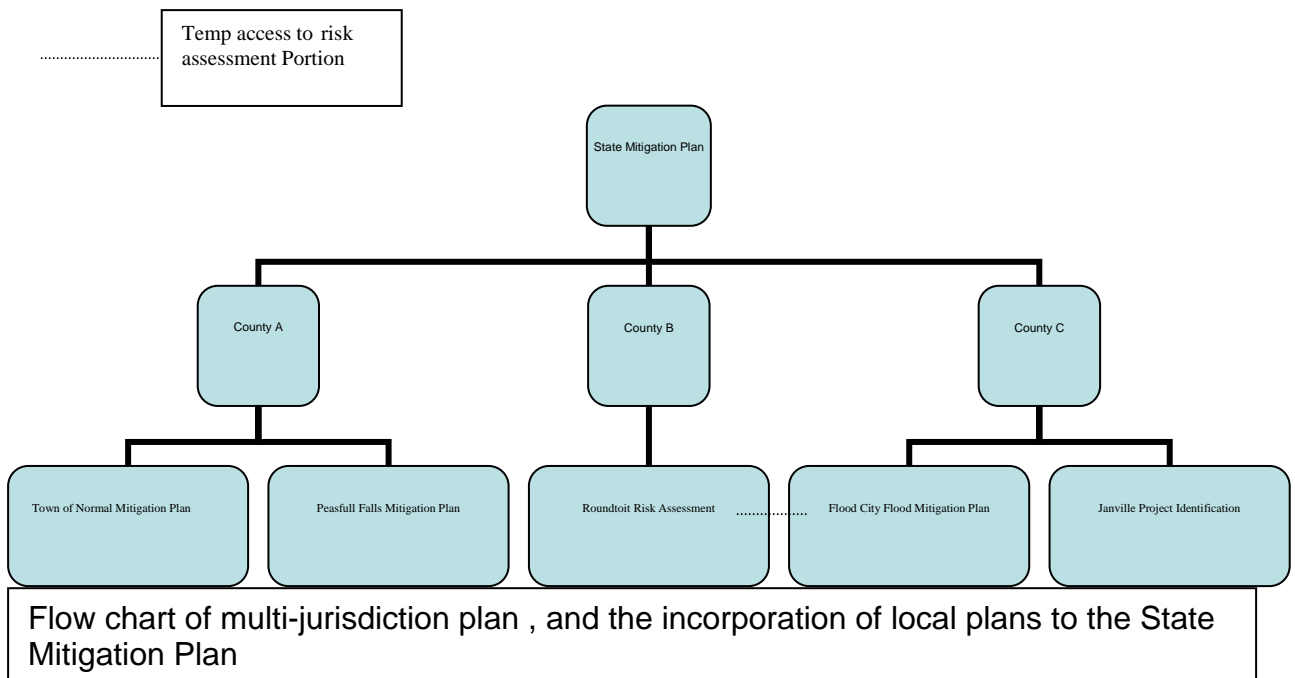 Temp access to risk
assessment Portion
State Mitigation Plan
County A
County B
County C
Town of Normal Mitigation Plan
Peasfull Falls Mitigation Plan
Roundtoit Risk Assessment
Flood City Flood Mitigation Plan
Janville Project Identification
Flow chart of multi-jurisdiction plan , and the incorporation of local plans to the State
Mitigation Plan